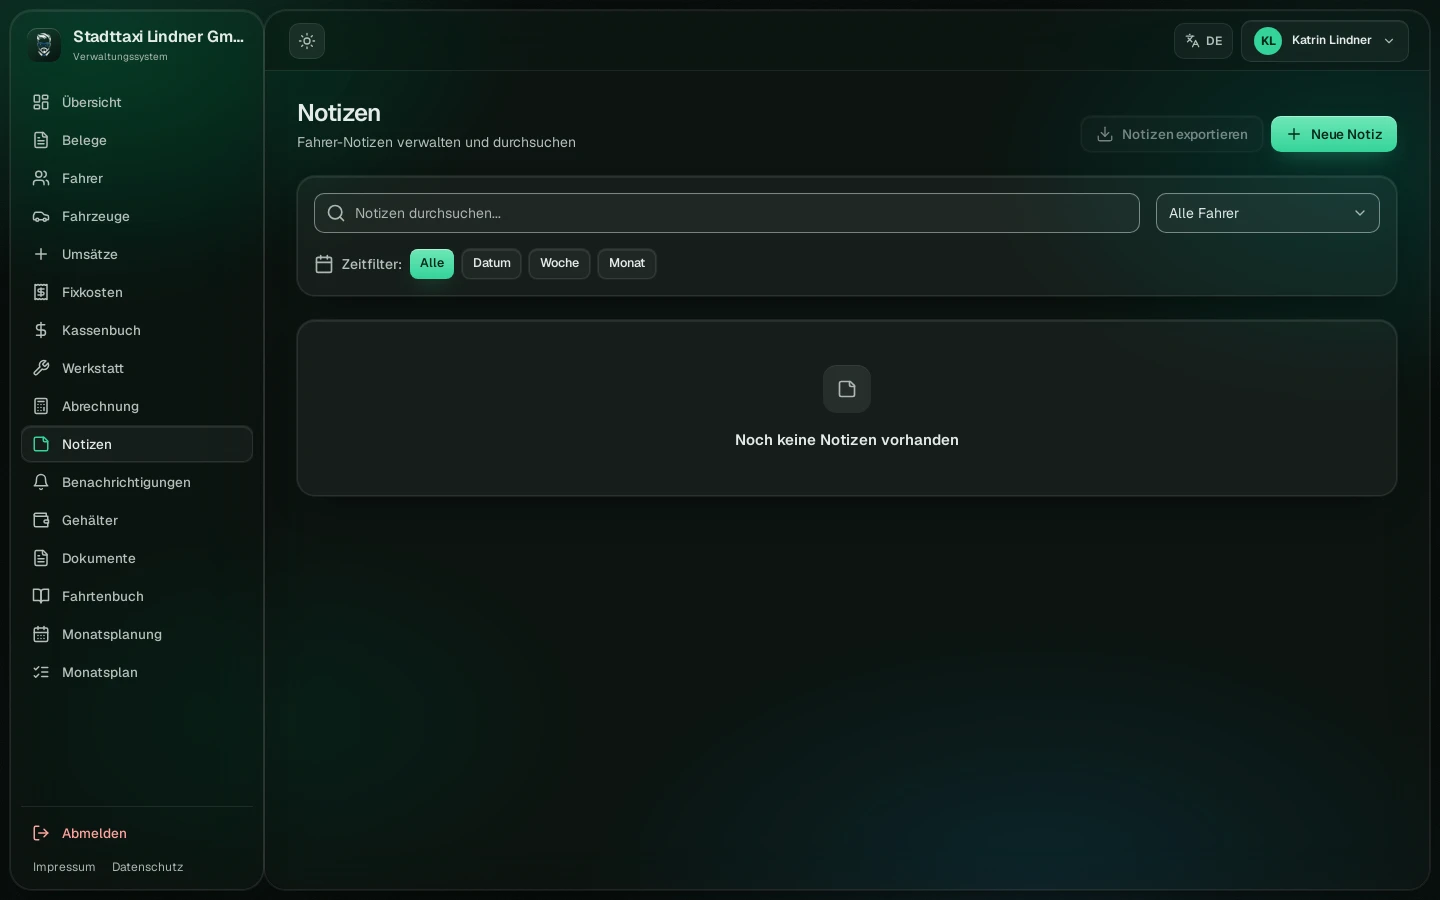 Stadttaxi Lindner Gm...
Verwaltungssystem
Übersicht
Belege
Fahrer
Fahrzeuge
Umsätze
Fixkosten
Kassenbuch
Werkstatt
Abrechnung
Notizen
Benachrichtigungen
Gehälter
Dokumente
Fahrtenbuch
Monatsplanung
Monatsplan
Abmelden
Impressum Datenschutz
DE
KL Katrin Lindner
Notizen
Fahrer-Notizen verwalten und durchsuchen
Notizen exportieren
Neue Notiz
Notizen durchsuchen...
Alle Fahrer
Zeitfilter: Alle Datum Woche Monat
Noch keine Notizen vorhanden